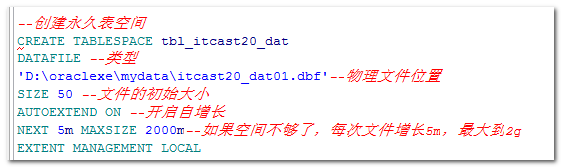 --创建永久表空间
CREATE TABLESPACE tbl_itcast20_dat
DATAFILE --类型
'D:\oraclexe\mydata\itcast20_dat01.dbf'--物理文件位置
SIZE 50 --文件的初始大小
AUTOEXTEND ON --开启自增长
NEXT 5m MAXSIZE 2000m--如果空间不够了，每次文件增长5m，最大到2g
EXTENT MANAGEMENT LOCAL